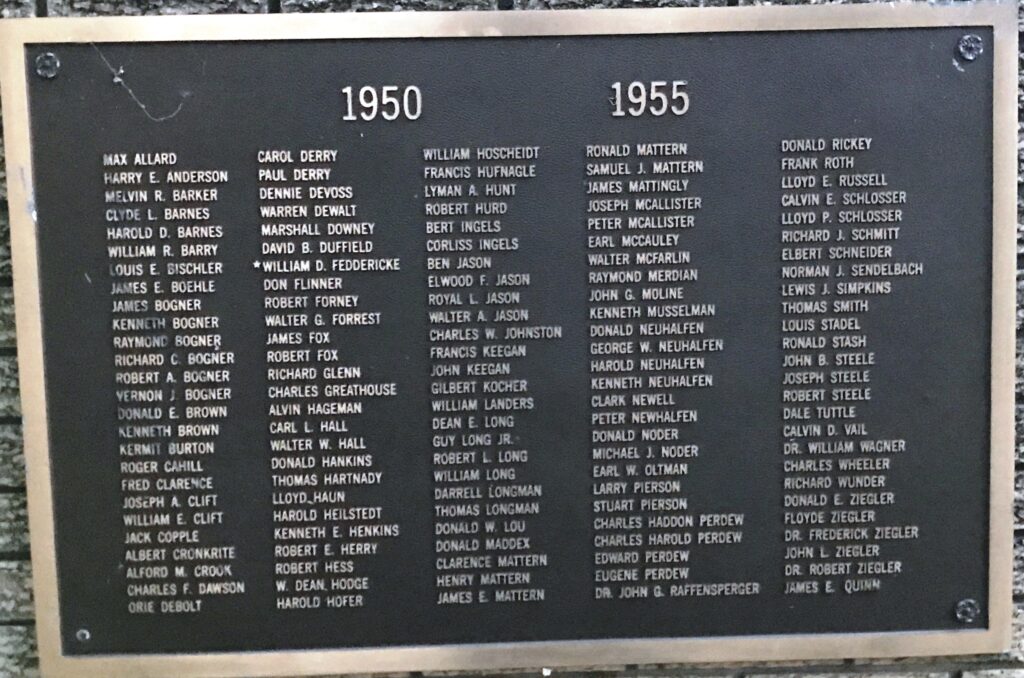 1950 1955
MAX ALLARD
HARRY E. ANDERSON
MELVIN R. BARKER
CLYDE L. BARNES
HAROLD D. BARNES
WILLIAM R. BARRY
LOUIS E. BISCHLER
JAMES E. BOEHLE
JAMES BOGNER
KENNETH BOGNER
RAYMOND BOGNER
RICHARD C. BOGNER
ROBERT A. BOGNER
VERNON J. BOGNER
DONALD E. BROWN
KENNETH BROWN
KERMIT BURTON
ROGER CAHILL
FRED CLARENCE
JOSEPH A. CLIFT
WILLIAM E. CLIFT
JACK COPPLE
ALBERT CRONKRITE
ALFORD M. CROOK
CHARLES F. DAWSON
ORIE DEBOLT
CAROL DERRY
PAUL DERRY
DENNIE DEVOSS
WARREN DEWALT
MARSHALL DOWNEY
DAVID B. DUFFIELD
*WILLIAM D. FEDDERICKE
DON FLINNER
ROBERT FORNEY
WALTER G. FORREST
JAMES FOX
ROBERT FOX
RICHARD GLENN
CHARLES GREATHOUSE
ALVIN HAGEMAN
CARL L. HALL
WALTER W. HALL
DONALD HANKINS
THOMAS HARTNADY
LLOYD HAUN
HAROLD HEILSTEDT
KENNETH E. HENKINS
ROBERT E. HERRY
ROBERT HESS
W. DEAN HODGE
HAROLD HOFER
WILLIAM HOSCHEIDT
FRANCIS HUFNAGLE
LYMAN A. HUNT
ROBERT HURD
BERT INGELS
CORLISS INGELS
BEN JASON
ELWOOD F. JASON
ROYAL L. JASON
WALTER A. JASON
CHARLES W. JOHNSTON
FRANCIS KEEGAN
JOHN KEEGAN
GILBERT KOCHER
WILLIAM LANDERS
DEAN E. LONG
GUY LONG JR.
ROBERT L. LONG
WILLIAM LONG
DARRELL LONGMAN
THOMAS LONGMAN
DONALD W. LOU
DONALD MADDEX
CLARENCE MATTERN
HENRY MATTERN
JAMES E. MATTERN
RONALD MATTERN
SAMUEL J. MATTERN
JAMES MATTINGLY
JOSEPH MCALLISTER
PETER MCALLISTER
EARL MCCAULEY
WALTER MCFARLIN
RAYMOND MERDIAN
JOHN G. MOLINE
KENNETH MUSSELMAN
DONALD NEUHALFEN
GEORGE W. NEUHALFEN
HAROLD NEUHALFEN
KENNETH NEUHALFEN
CLARK NEWELL
PETER NEWHALFEN
DONALD NODER
MICHAEL J. NODER
EARL W. OLTMAN
LARRY PIERSON
STUART PIERSON
CHARLES HADDON PERDEW
CHARLES HAROLD PERDEW
EDWARD PERDEW
EUGENE PERDEW
DR. JOHN G. RAFFENSPERGER
DONALD RICKEY
FRANK ROTH
LLOYD E. RUSSELL
CALVIN E. SCHLOSSER
LLOYD P. SCHLOSSER
RICHARD J. SCHMITT
ELBERT SCHNEIDER
NORMAN J. SENDELBACH
LEWIS J. SIMPKINS
THOMAS SMITH
LOUIS STADEL
RONALD STASH
JOHN B. STEELE
JOSEPH STEELE
ROBERT STEELE
DALE TUTTLE
CALVIN D. VAIL
DR. WILLIAM WAGNER
CHARLES WHEELER
RICHARD WUNDER
DONALD E. ZIEGLER
FLOYDE ZIEGLER
DR. FREDERICK ZIEGLER
JOHN L. ZIEGLER
DR. ROBERT ZIEGLER
JAMES E. QUINN